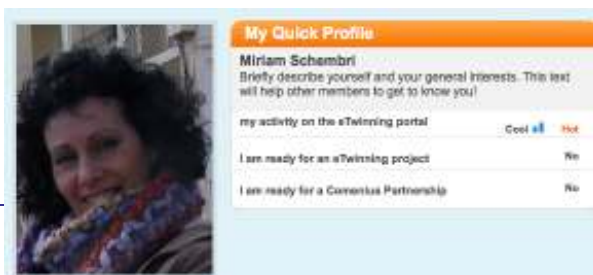 My Quick Profile
Miriam Schembri
Briefly describe yourself and your general interests. This text
will help other members to get to know you!
my activity on the eTwinning portal
Cool Hot
I am ready for an eTwinning project No
I am ready for a Comenius Partnership No